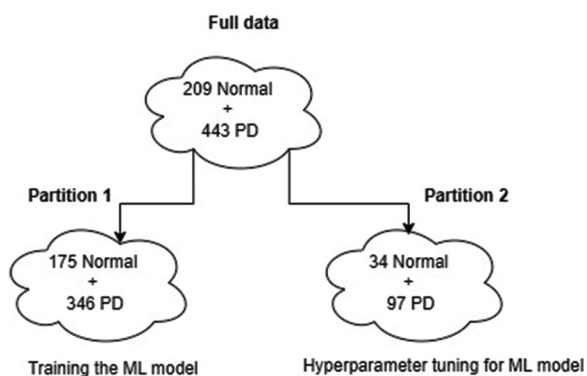 Full data
209 Normal
+
443 PD
Partition 1
Partition 2
175 Normal
+
346 PD
34 Normal
+
97 PD
Training the ML model
Hyperparameter tuning for ML model